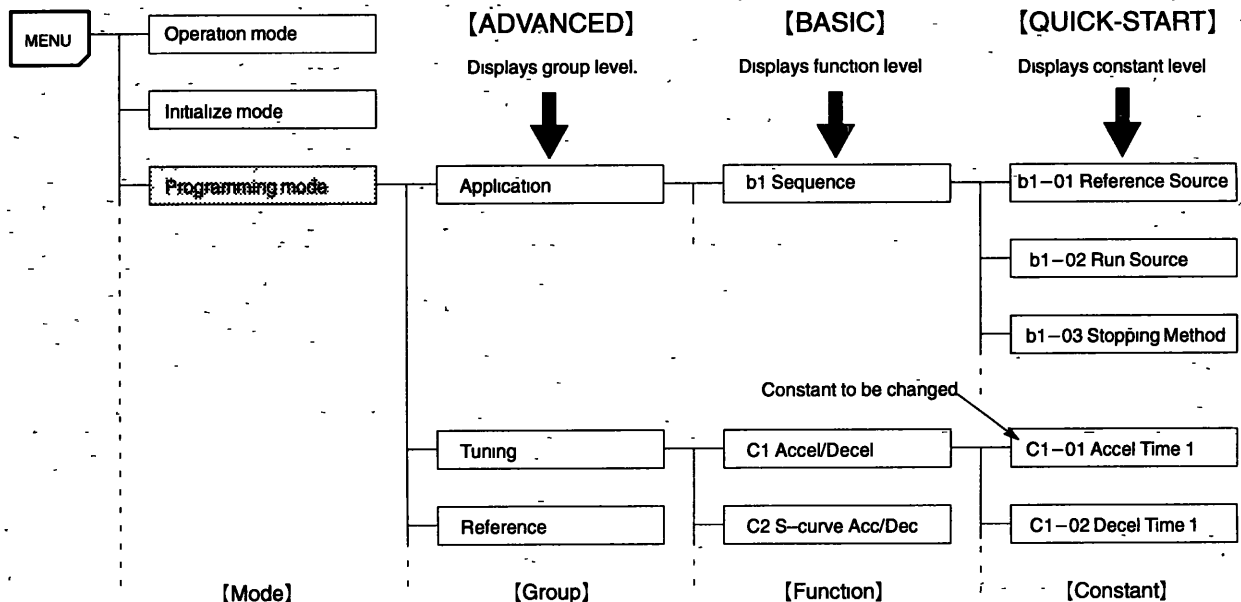 MENU
Operation mode
Initialize mode
Programming mode
【ADVANCED】
Displays group level.
【BASIC】
Displays function level
【QUICK-START】
Displays constant level
Application
b1 Sequence
b1−01 Reference Source
b1−02 Run Source
b1−03 Stopping Method
Constant to be changed
Tuning
C1 Accel/Decel
C1−01 Accel Time 1
Reference
C2 S−curve Acc/Dec
C1−02 Decel Time 1
【Mode】
【Group】
【Function】
【Constant】